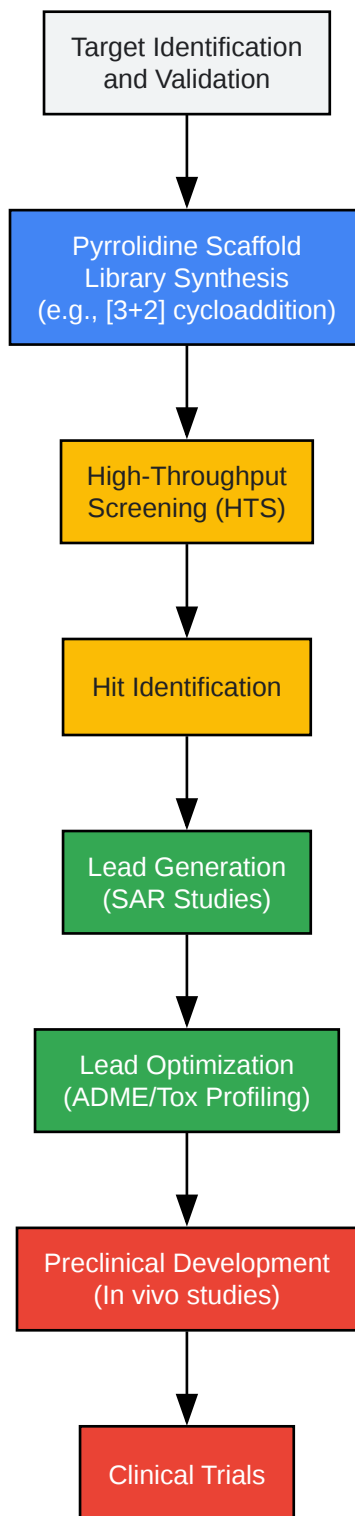 Target Identification
and Validation
Pyrrolidine Scaffold
Library Synthesis
(e.g., [3+2] cycloaddition)
High-Throughput
Screening (HTS)
Hit Identification
Lead Generation
(SAR Studies)
Lead Optimization
(ADME/Tox Profiling)
Preclinical Development
(In vivo studies)
Clinical Trials